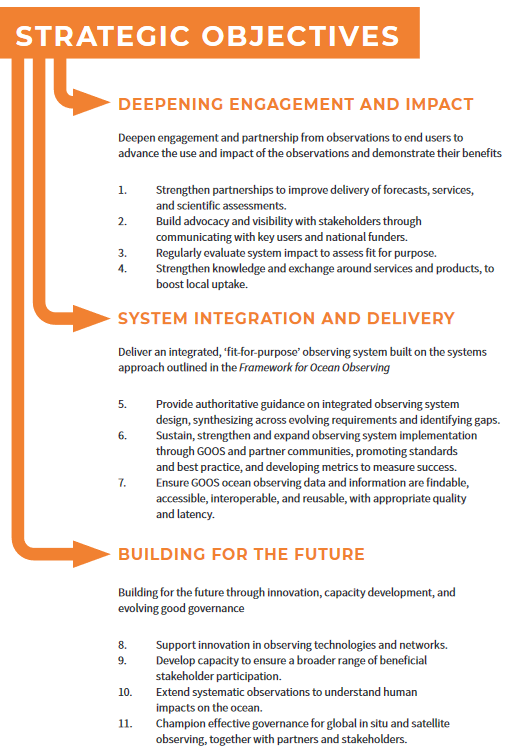 STRATEGIC OBJECTIVES
DEEPENING ENGAGEMENT AND IMPACT
Deepen engagement and partnership from observations to end users to
advance the use and impact of the observations and demonstrate their benefits
1. Strengthen partnerships to improve delivery of forecasts, services,
and scientific assessments.
2. Build advocacy and visibility with stakeholders through
communicating with key users and national funders.
3. Regularly evaluate system impact to assess fit for purpose.
4. Strengthen knowledge and exchange around services and products, to
boost local uptake.
SYSTEM INTEGRATION AND DELIVERY
Deliver an integrated, ‘fit-for-purpose’ observing system built on the systems
approach outlined in the Framework for Ocean Observing
5. Provide authoritative guidance on integrated observing system
design, synthesizing across evolving requirements and identifying gaps.
6. Sustain, strengthen and expand observing system implementation
through GOOS and partner communities, promoting standards
and best practice, and developing metrics to measure success.
7. Ensure GOOS ocean observing data and information are findable,
accessible, interoperable, and reusable, with appropriate quality
and latency.
BUILDING FOR THE FUTURE
Building for the future through innovation, capacity development, and
evolving good governance
8. Support innovation in observing technologies and networks.
9. Develop capacity to ensure a broader range of beneficial
stakeholder participation.
10. Extend systematic observations to understand human
impacts on the ocean.
11. Champion effective governance for global in situ and satellite
observing, together with partners and stakeholders.